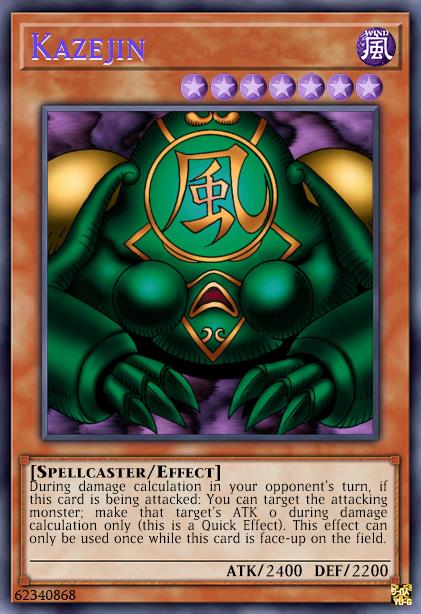 Kazejin
WIND
風
風
[Spellcaster/Effect]
During damage calculation in your opponent's turn, if
this card is being attacked: You can target the attacking
monster; make that target's ATK 0 during damage
calculation only (this is a Quick Effect). This effect can
only be used once while this card is face-up on the field.
ATK/2400 DEF/2200
62340868